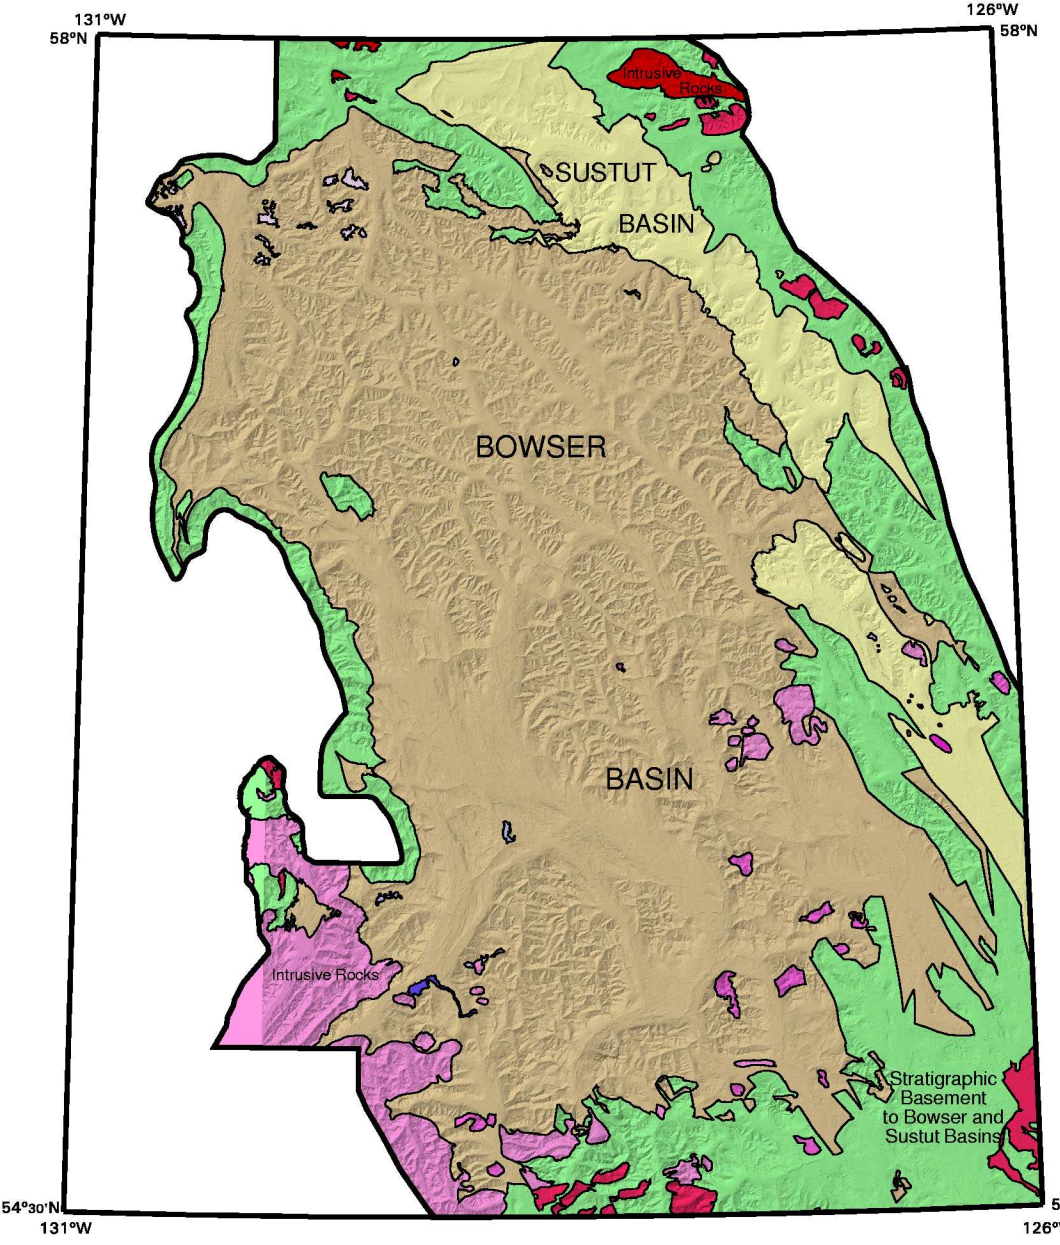 131°W
126°W
58°N
58°N
Intrusive
Rocks
SUSTUT
BASIN
BOWSER
BASIN
Intrusive Rocks
Stratigraphic
Basement
to Bowser and
Sustut Basins
54°30'N
5
131°W
126°